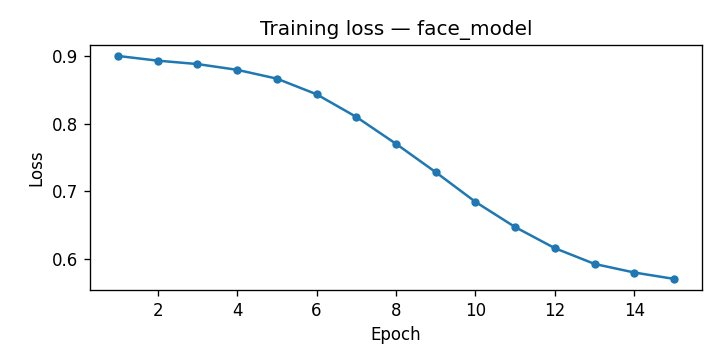 Training loss — face_model
Loss
0.9
0.8
0.7
0.6
2 4 6 8 10 12 14
Epoch